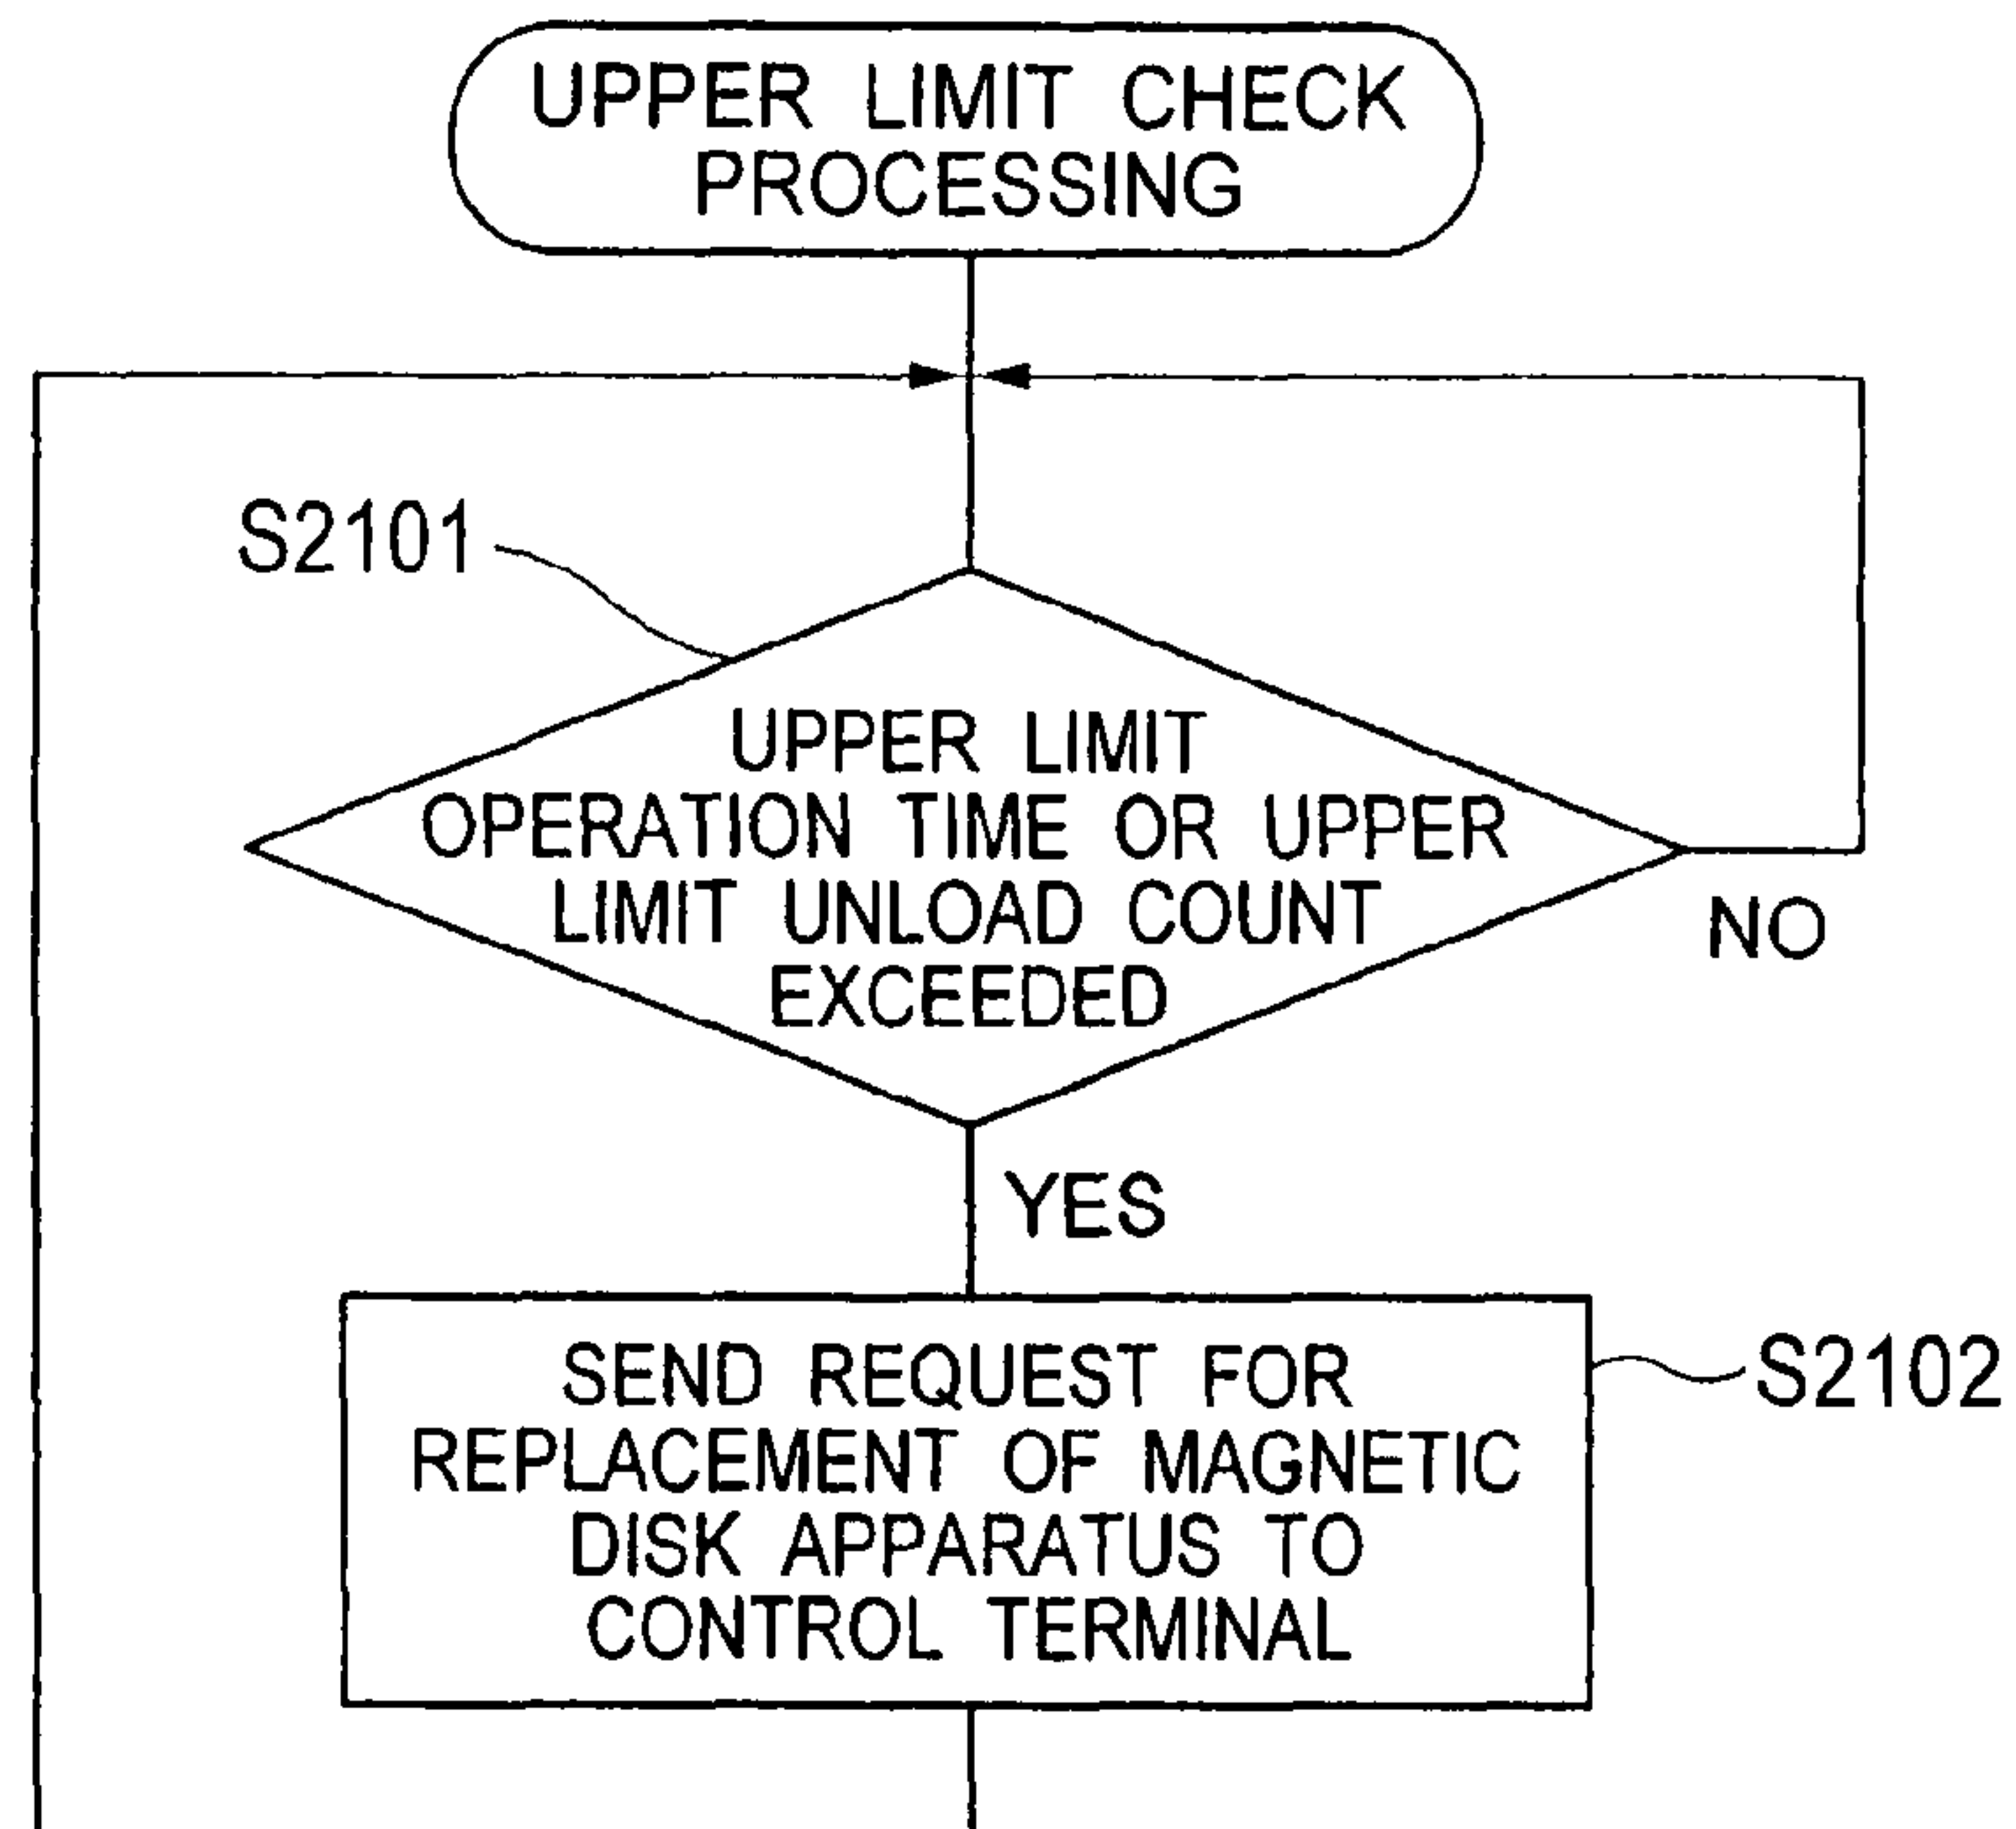 UPPER LIMIT CHECK
PROCESSING
S2101
UPPER LIMIT
OPERATION TIME OR UPPER
LIMIT UNLOAD COUNT
EXCEEDED
NO
YES
SEND REQUEST FOR
REPLACEMENT OF MAGNETIC
DISK APPARATUS TO
CONTROL TERMINAL
S2102